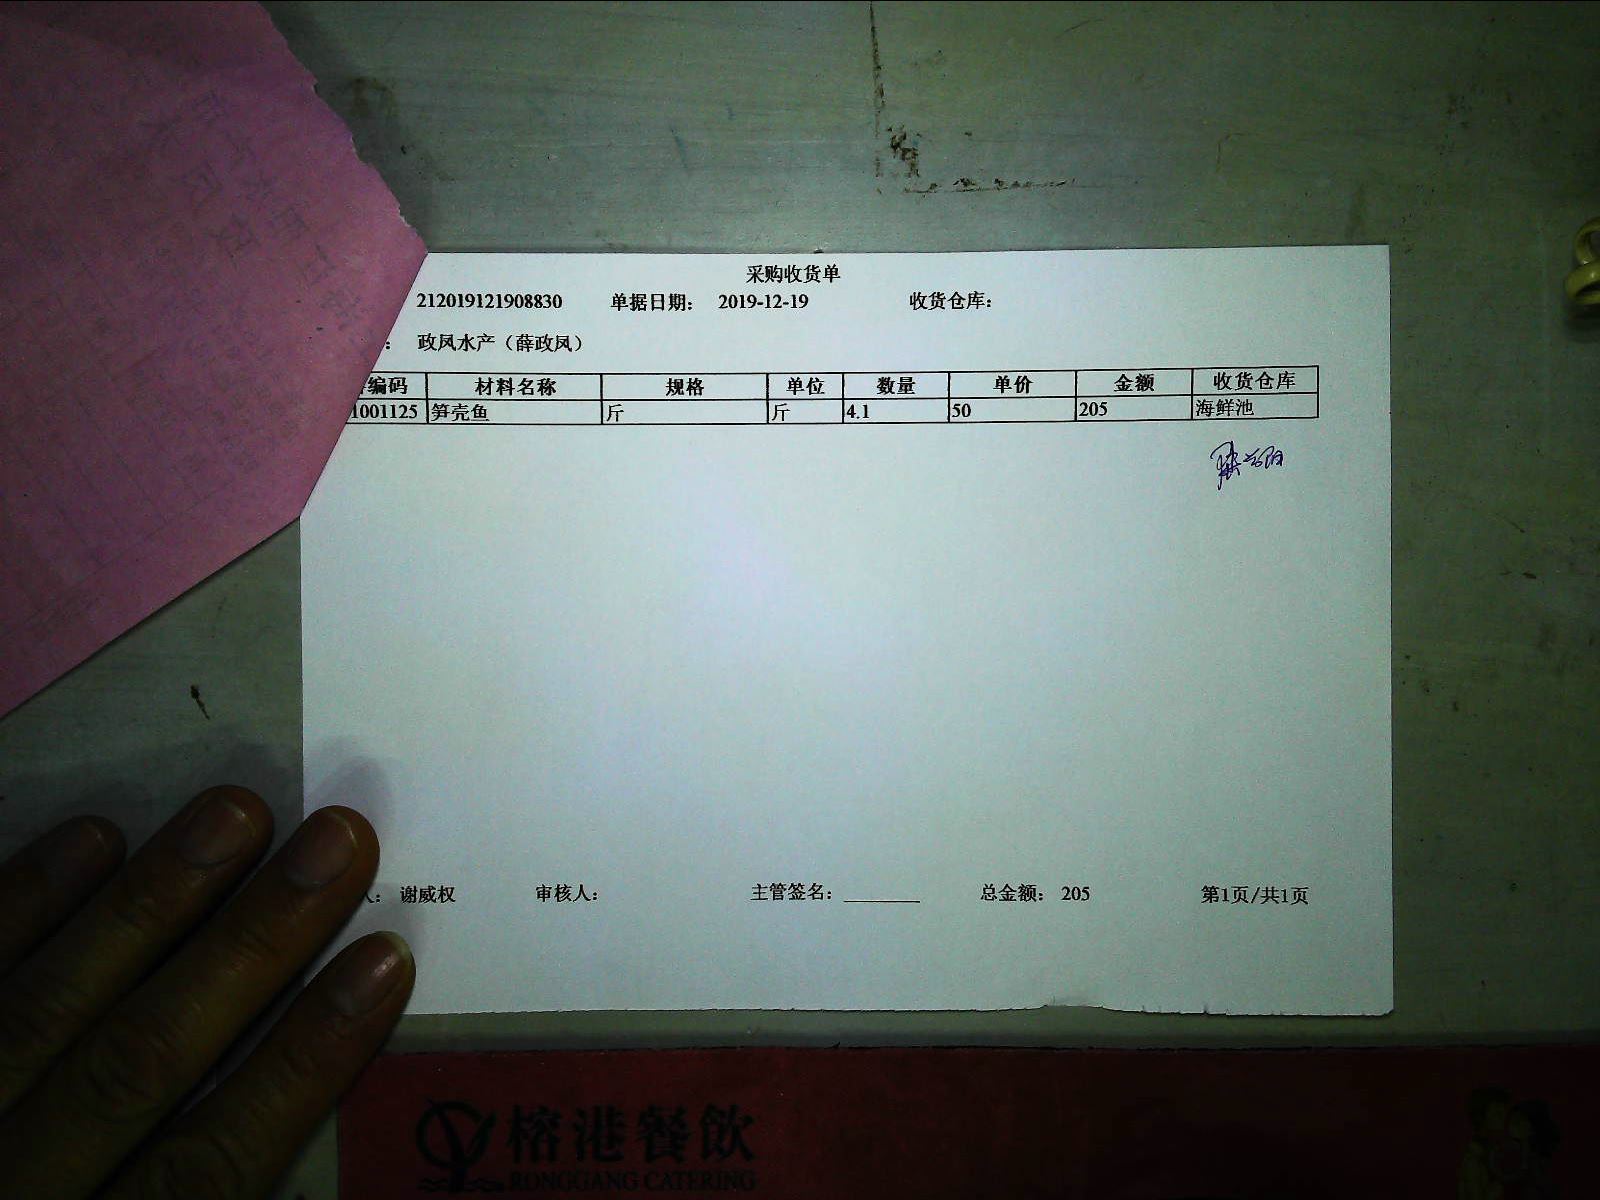 采购收货单
212019121908830 单据日期： 2019-12-19 收货仓库：
： 政凤水产（薛政凤）
编码 材料名称 规格 单位 数量 单价 金额 收货仓库
1001125 笋壳鱼 斤 斤 4.1 50 205 海鲜池
人： 谢威权 审核人： 主管签名： 总金额： 205 第1页/共1页
榕港餐飲
RONGGANG CATERING